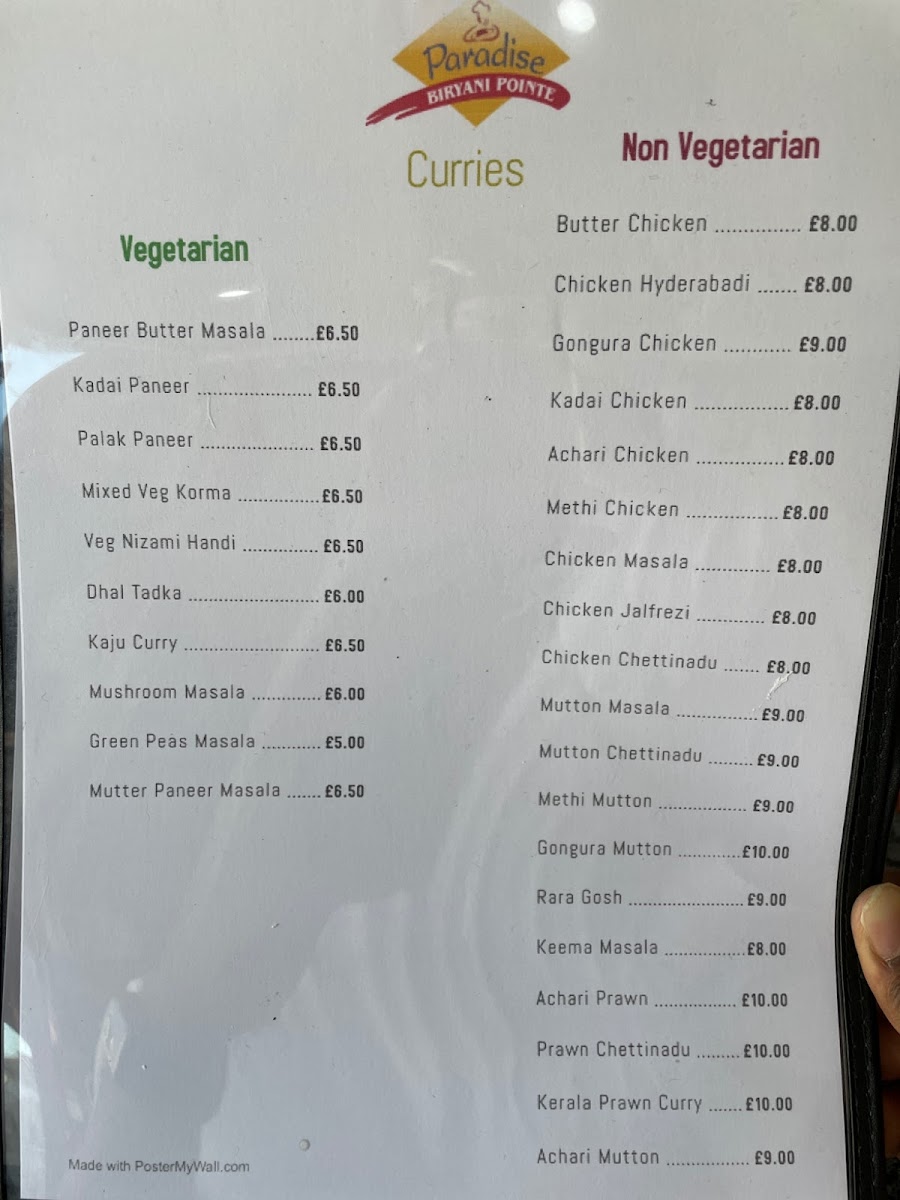 Paradise
BIRYANI POINTE
Curries
Vegetarian
Paneer Butter Masala .......£6.50
Kadai Paneer ..................... £6.50
Palak Paneer ..................... £6.50
Mixed Veg Korma ...............£6.50
Veg Nizami Handi .............. £6.50
Dhal Tadka ........................ £6.00
Kaju Curry ......................... £6.50
Mushroom Masala .............£6.00
Green Peas Masala ........... £5.00
Mutter Paneer Masala ...... £6.50
Non Vegetarian
Butter Chicken ............... £8.00
Chicken Hyderabadi ....... £8.00
Gongura Chicken ............ £9.00
Kadai Chicken .................£8.00
Achari Chicken ................£8.00
Methi Chicken .................£8.00
Chicken Masala .............. £8.00
Chicken Jalfrezi ............. £8.00
Chicken Chettinadu ....... £8.00
Mutton Masala ................£9.00
Mutton Chettinadu .........£9.00
Methi Mutton .................. £9.00
Gongura Mutton .............£10.00
Rara Gosh ........................£9.00
Keema Masala .................£8.00
Achari Prawn ................. £10.00
Prawn Chettinadu .........£10.00
Kerala Prawn Curry .......£10.00
Achari Mutton ................. £9.00
Made with PosterMyWall.com